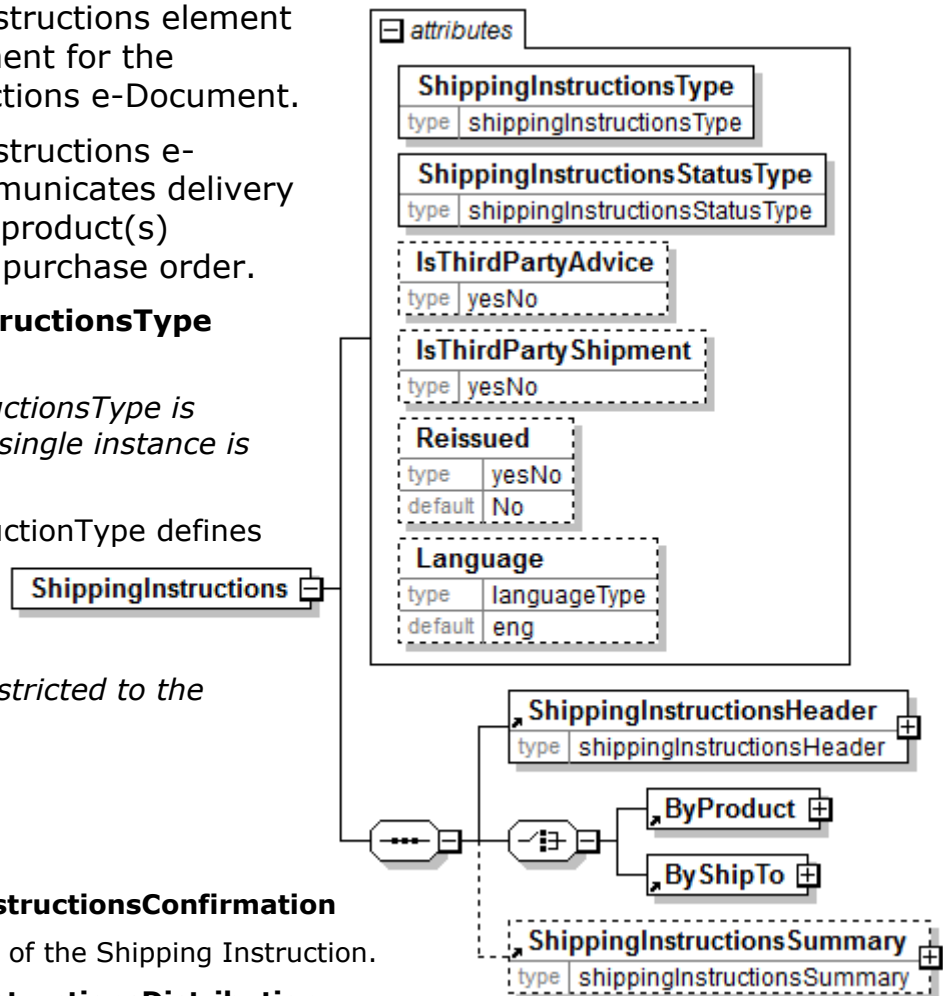 structions element
ent for the
ctions e-Document.
structions e-
municates delivery
product(s)
purchase order.
ructionsType
uctionsType is
single instance is
uctionType defines
stricted to the
structionsConfirmation
of the Shipping Instruction.
attributes
ShippingInstructionsType
type shippingInstructionsType
ShippingInstructionsStatusType
type shippingInstructionsStatusType
IsThirdPartyAdvice
type yesNo
IsThirdPartyShipment
type yesNo
Reissued
type yesNo
default No
Language
type languageType
default eng
ShippingInstructions
ShippingInstructionsHeader
type shippingInstructionsHeader
ByProduct
ByShipTo
ShippingInstructionsSummary
type shippingInstructionsSummary